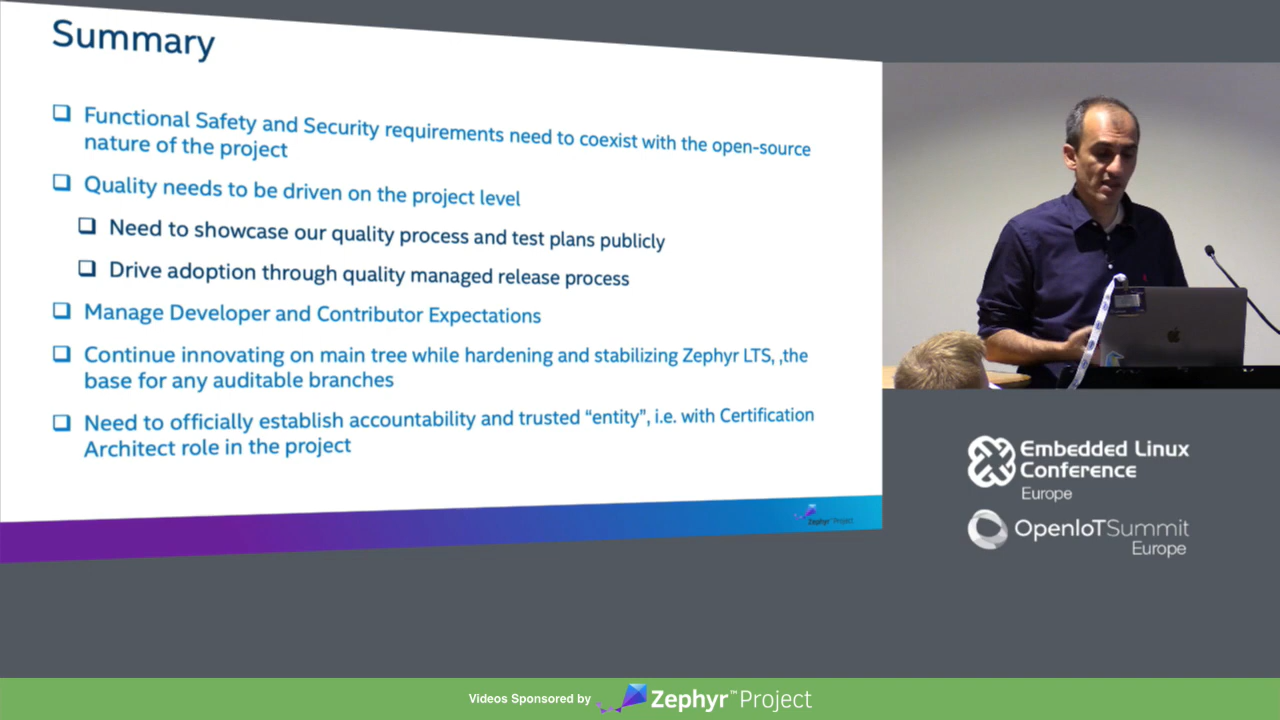 Summary
Functional Safety and Security requirements need to coexist with the open-source
nature of the project
Quality needs to be driven on the project level
Need to showcase our quality process and test plans publicly
Drive adoption through quality managed release process
Manage Developer and Contributor Expectations
Continue innovating on main tree while hardening and stabilizing Zephyr LTS, ,the
base for any auditable branches
Need to officially establish accountability and trusted “entity”, i.e. with Certification
Architect role in the project
Zephyr™Project
Embedded Linux
Conference
Europe
OpenIoTSummit
Europe
Videos Sponsored by Zephyr™Project